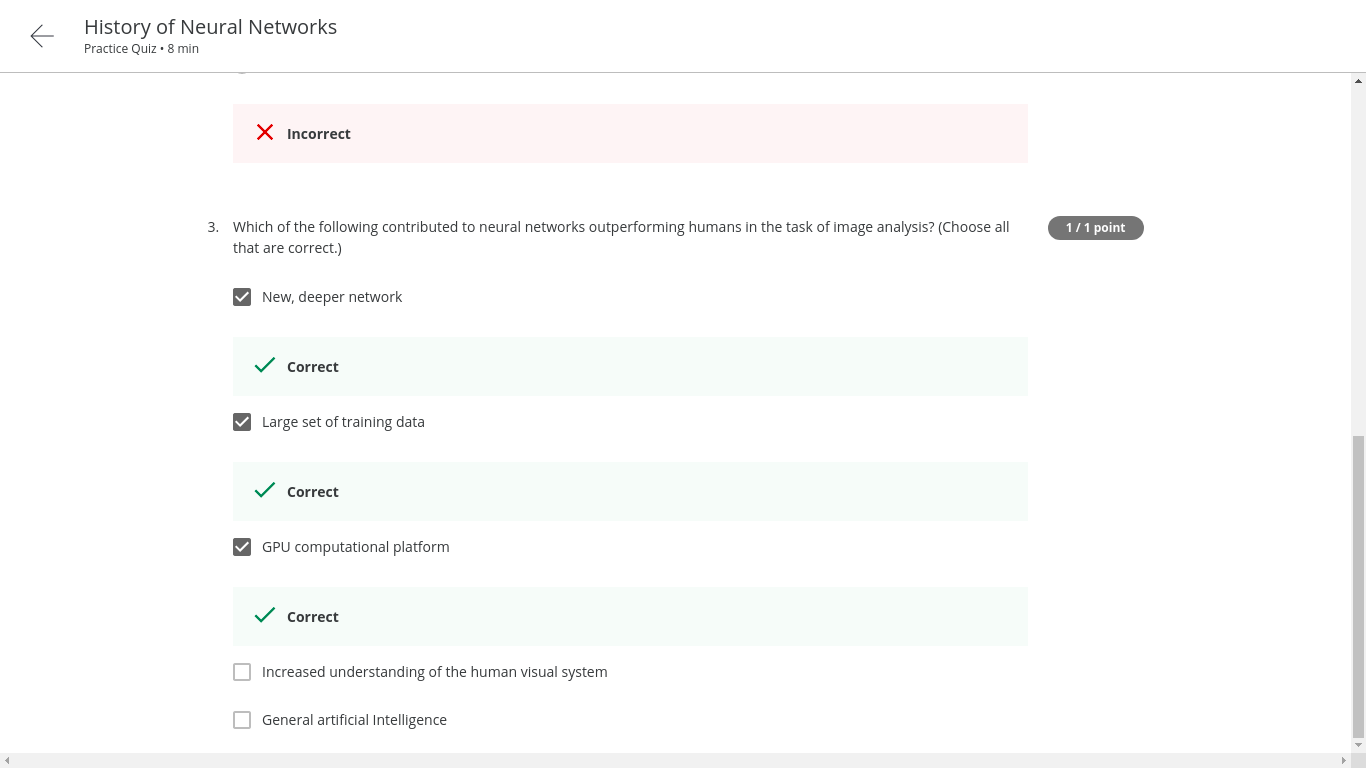 History of Neural Networks
Practice Quiz • 8 min
Incorrect
3. Which of the following contributed to neural networks outperforming humans in the task of image analysis? (Choose all
that are correct.)
1 / 1 point
New, deeper network
Correct
Large set of training data
Correct
GPU computational platform
Correct
Increased understanding of the human visual system
General artificial Intelligence